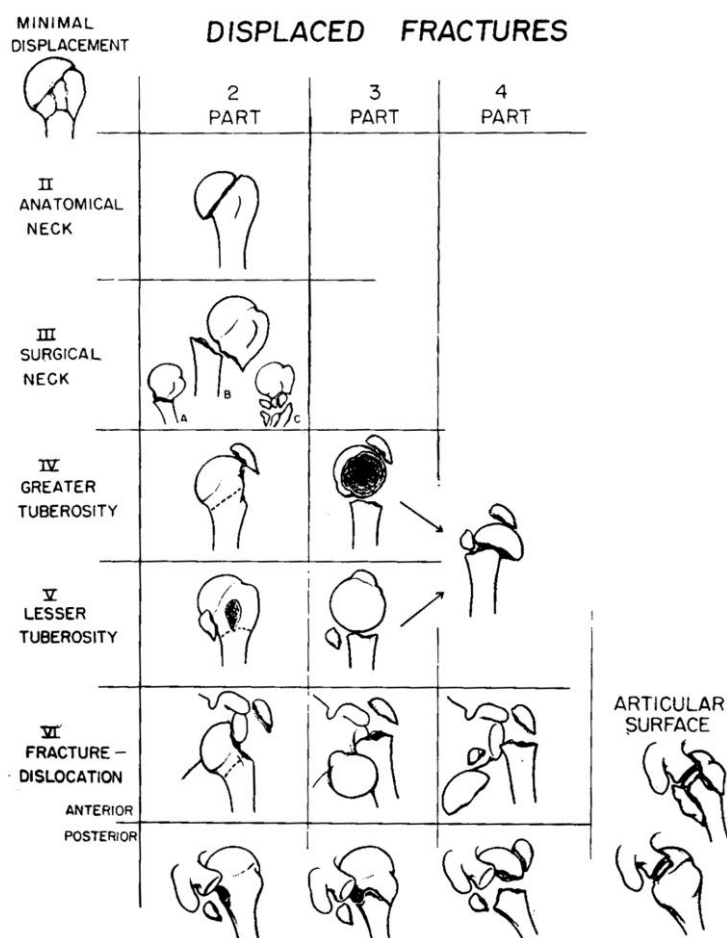 MINIMAL
DISPLACEMENT
DISPLACED FRACTURES
2
PART
3
PART
4
PART
II
ANATOMICAL
NECK
III
SURGICAL
NECK
A
B
C
IV
GREATER
TUBEROSITY
V
LESSER
TUBEROSITY
VI
FRACTURE–
DISLOCATION
ANTERIOR
POSTERIOR
ARTICULAR
SURFACE